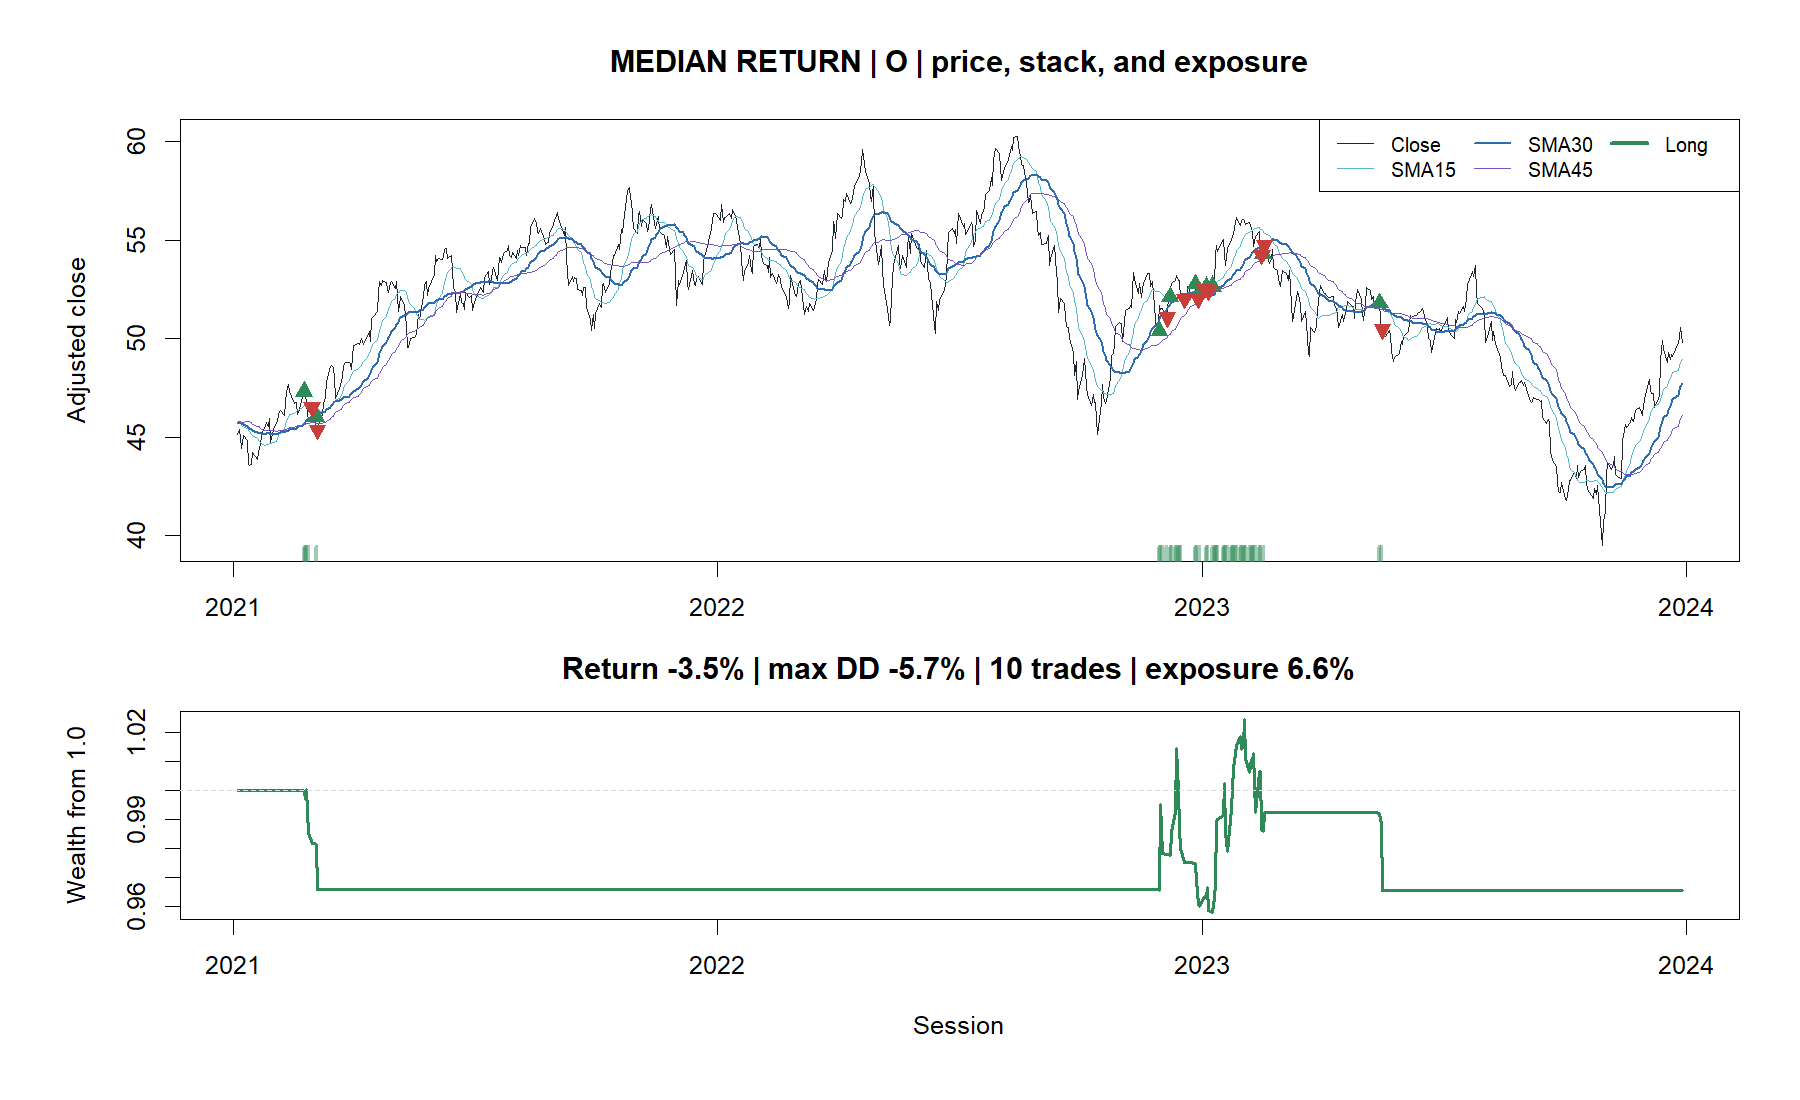 MEDIAN RETURN | O | price, stack, and exposure
Close
SMA30
Long
SMA15
SMA45
Adjusted close
60
55
50
45
40
2021
2022
2023
2024
Return -3.5% | max DD -5.7% | 10 trades | exposure 6.6%
Wealth from 1.0
1.02
0.99
0.96
2021
2022
2023
2024
Session